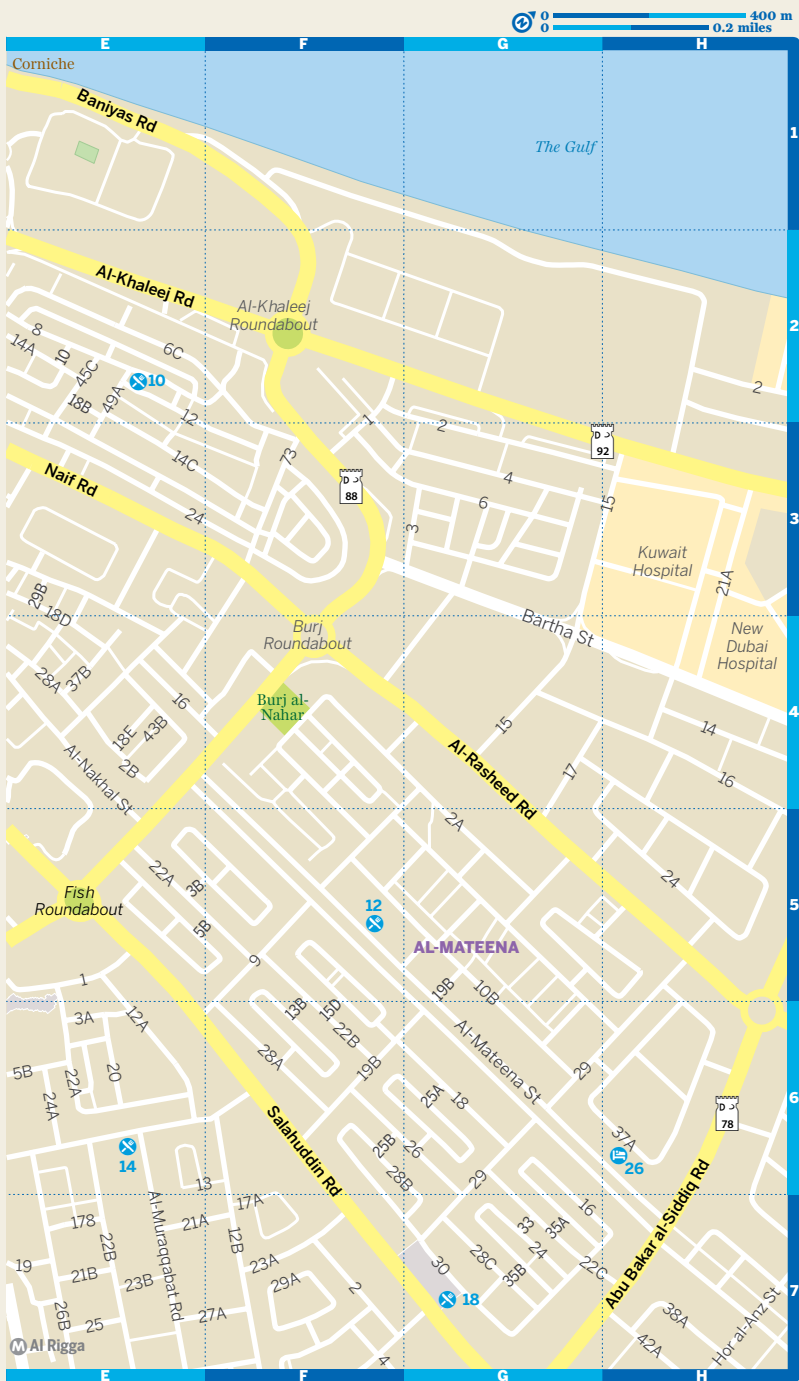 0 400 m
0 0.2 miles
E F G H
Corniche
Baniyas Rd
1
The Gulf
Al-Khaleej Rd
Al-Khaleej
Roundabout
2
8
14A
10
45C
6C
18B
49A
10
12
2
1
2
D
92
14C
73
Naif Rd
D
88
4
6
15
3
24
3
Kuwait
Hospital
21A
29B
18D
Burj
Roundabout
Bartha St
New
Dubai
Hospital
28A
37B
16
Burj al-
Nahar
4
18E
43B
2B
Al-Nakhal St
15
Al-Rasheed Rd
17
14
16
2A
22A
3B
24
Fish
Roundabout
12
5
5B
AL-MATEENA
9
1
19B
10B
3A
12A
13B
15D
22B
Al-Mateena St
28A
19B
29
5B
22A
20
25A
18
6
24A
D
78
Salahuddin Rd
37A
14
25B
26
28B
26
13
29
17A
Al-Muraqqabat Rd
178
21A
12B
22B
33
35A
16
Abu Bakar al-Siddiq Rd
19
21B
23B
23A
29A
30
28C
24
35B
22C
7
2
18
26B
25
27A
38A
Hor al-Anz St
42A
M Al Rigga
4
E F G H